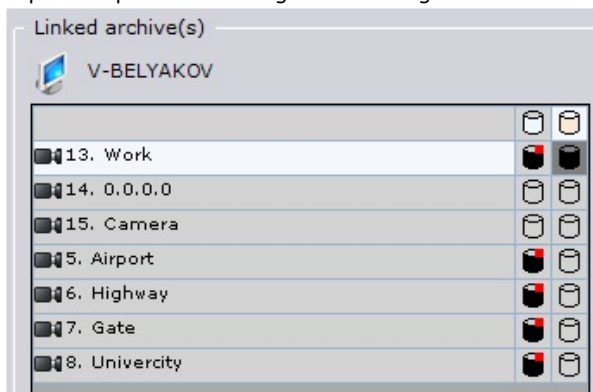 Linked archive(s)
V-BELYAKOV
13. Work
14. 0.0.0.0
15. Camera
5. Airport
6. Highway
7. Gate
8. Univercity